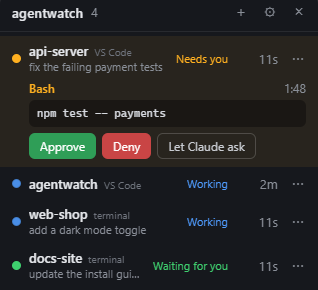 agentwatch 4 + ⚙ ×
api-server VS Code Needs you 11s ···
fix the failing payment tests
Bash 1:48
npm test -- payments
Approve Deny Let Claude ask
agentwatch VS Code Working 2m ···
web-shop terminal Working 11s ···
add a dark mode toggle
docs-site terminal Waiting for you 11s ···
update the install gui...